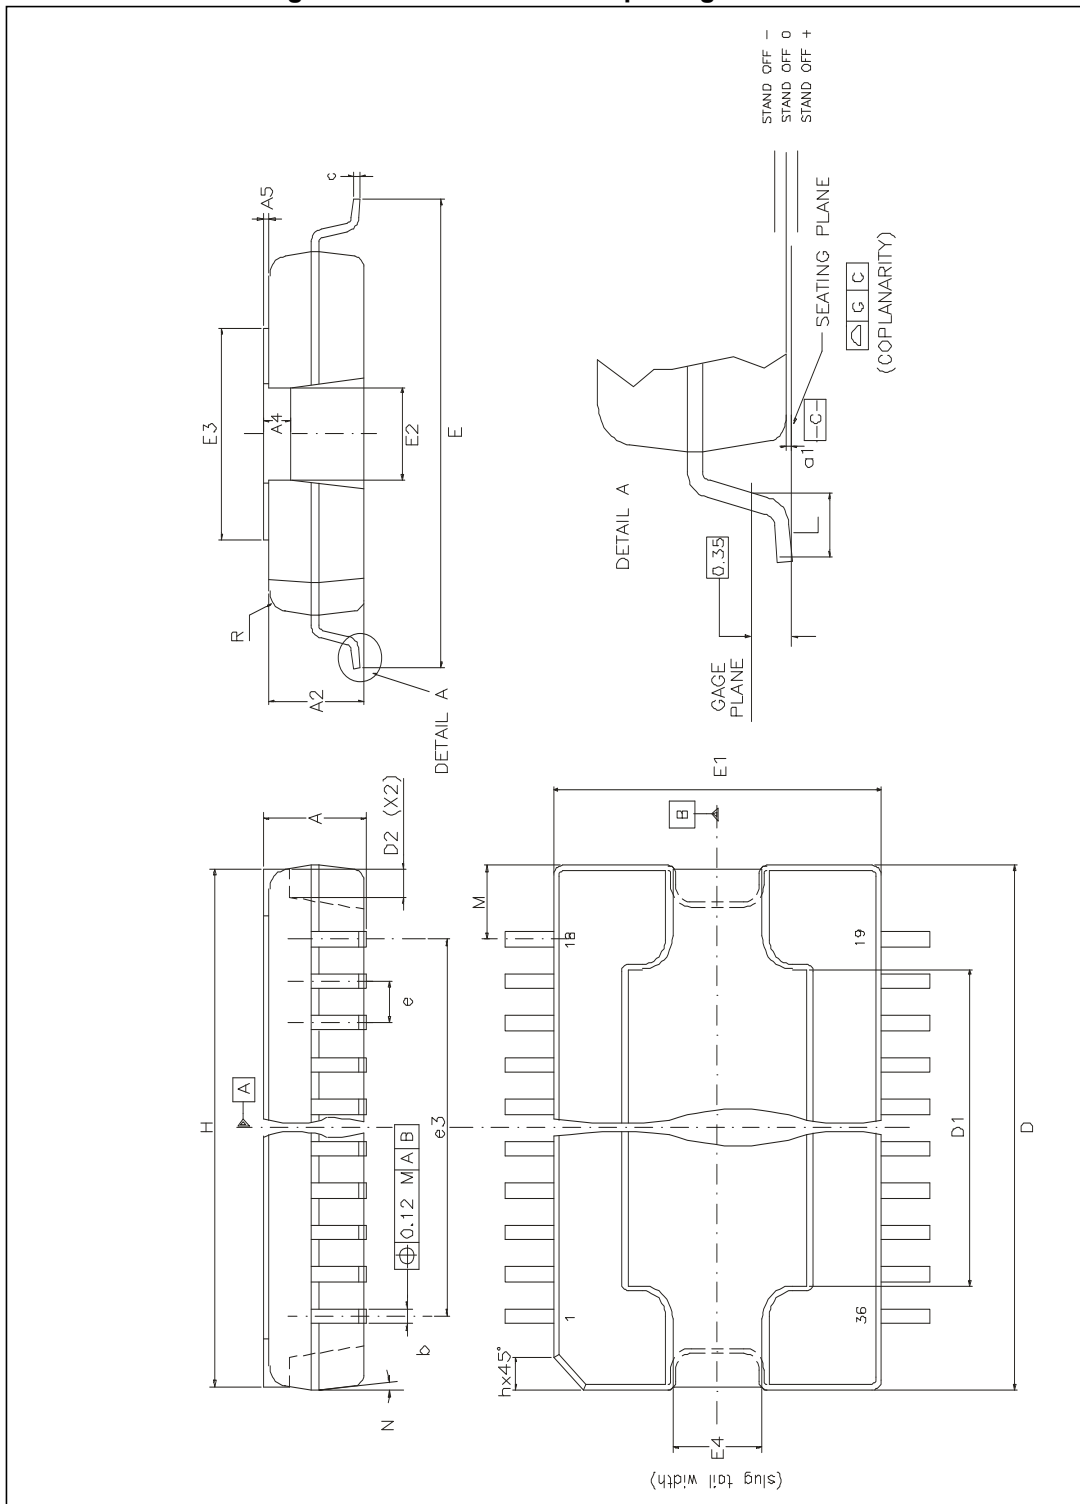 STAND OFF -
STAND OFF 0
STAND OFF +
c
A5
E3
A4
E2
E
R
A2
DETAIL A
SEATING PLANE
G C
(COPLANARITY)
a1
-C-
DETAIL A
L
0.35
GAGE
PLANE
D2 (X2)
A
H
A
e
e3
0.12 M A B
b
N
E1
B
M
18
19
1
36
D1
D
hx45°
E4
(slug tail width)